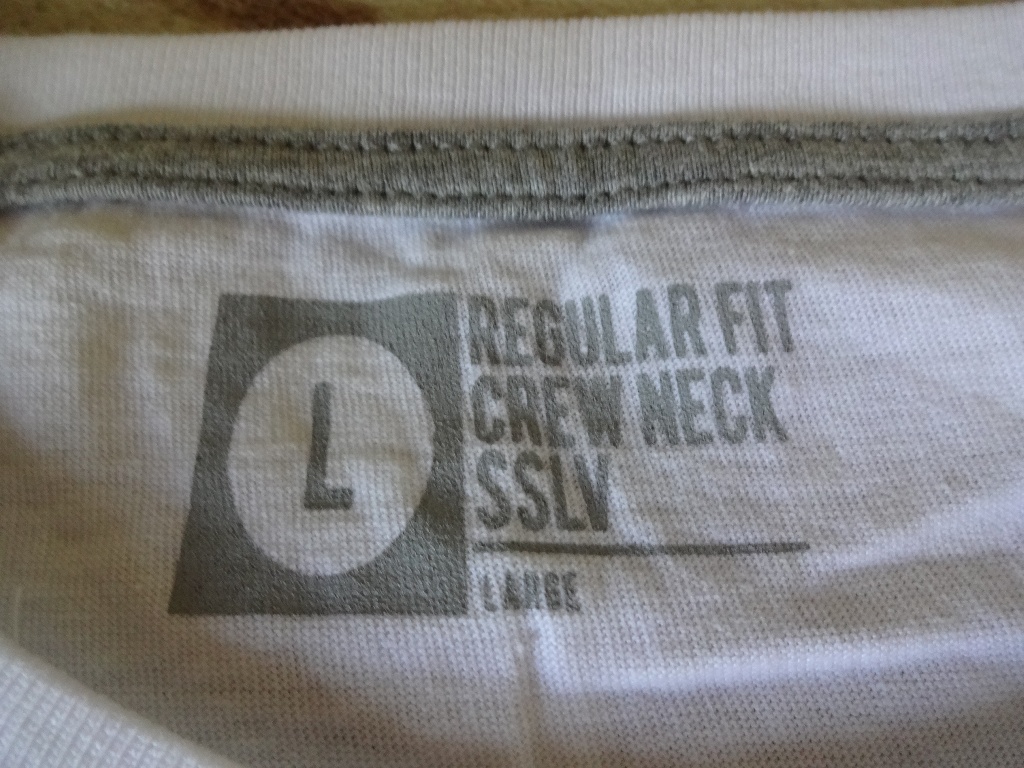 L
REGULAR FIT
CREW NECK
SSLV
LARGE